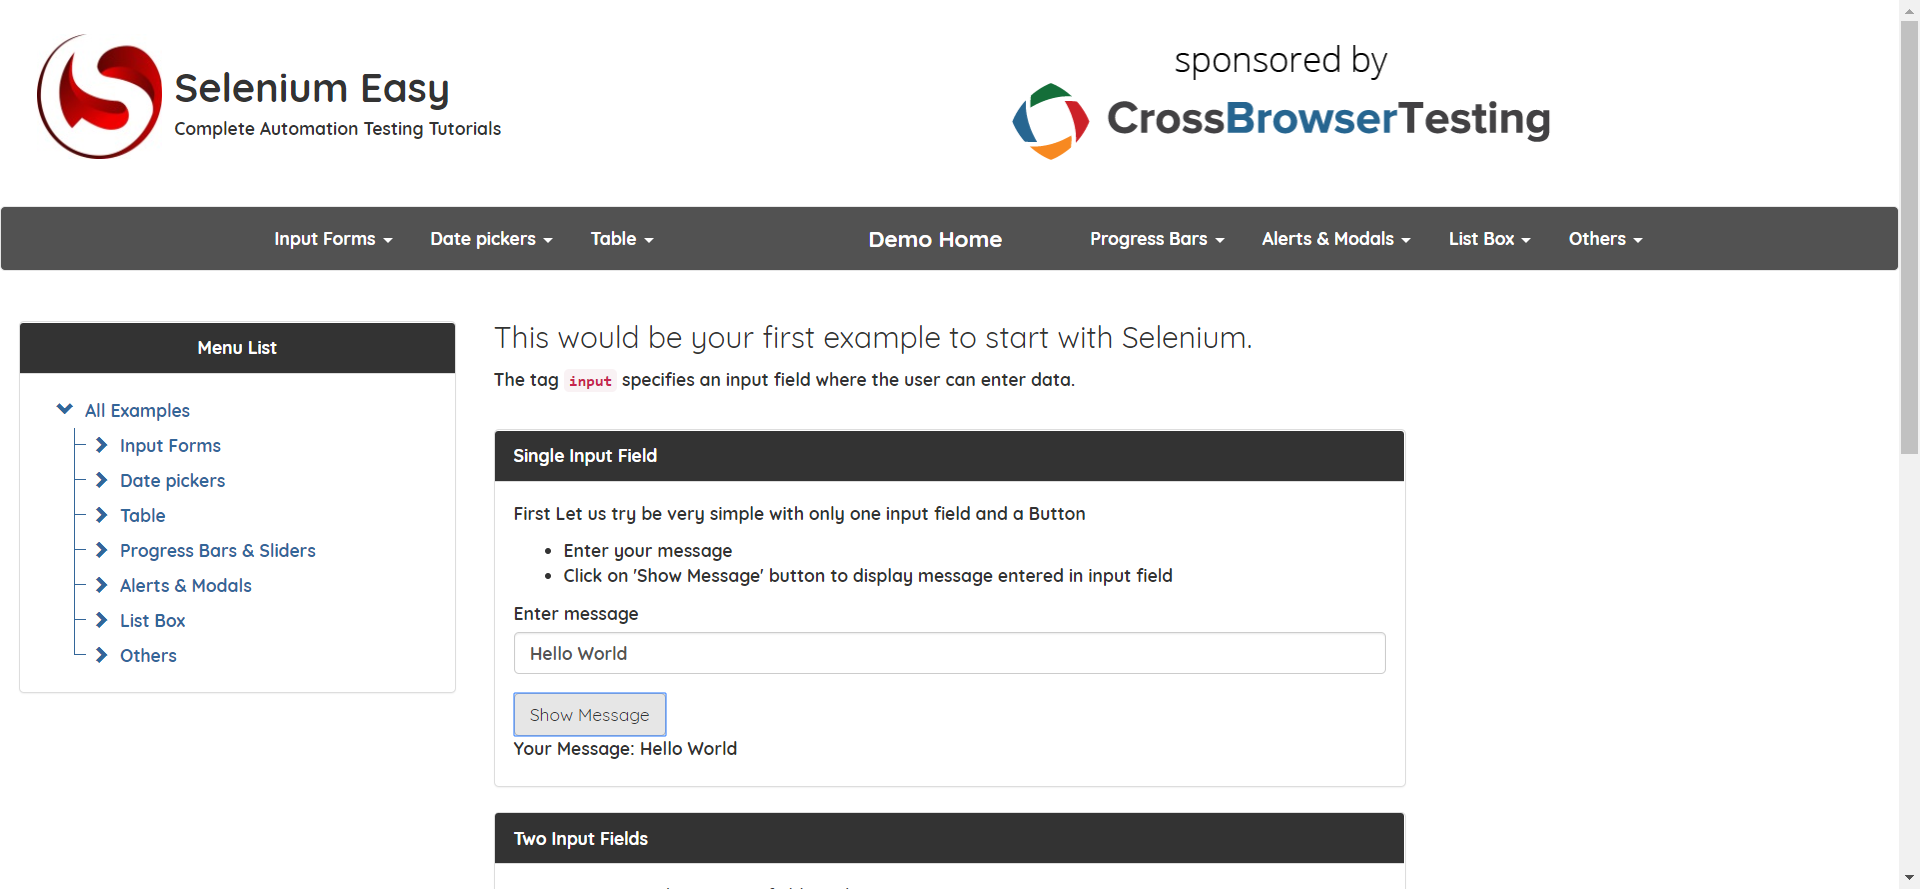 Selenium Easy
Complete Automation Testing Tutorials
sponsored by
CrossBrowserTesting
Input Forms Date pickers Table Demo Home Progress Bars Alerts & Modals List Box Others
Menu List
All Examples
Input Forms
Date pickers
Table
Progress Bars & Sliders
Alerts & Modals
List Box
Others
This would be your first example to start with Selenium.
The tag input specifies an input field where the user can enter data.
Single Input Field
First Let us try be very simple with only one input field and a Button
• Enter your message
• Click on 'Show Message' button to display message entered in input field
Enter message
Hello World
Show Message
Your Message: Hello World
Two Input Fields